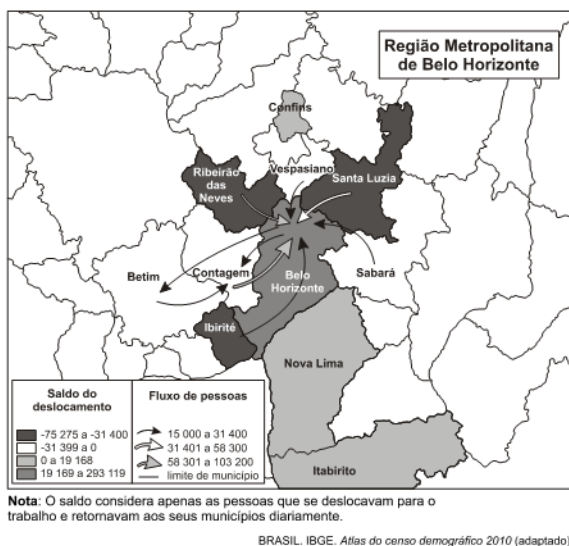 Região Metropolitana
de Belo Horizonte
Confins
Vespasiano
Ribeirão
das
Neves
Santa Luzia
Betim
Contagem
Belo
Horizonte
Sabará
Ibirité
Nova Lima
Itabirito
Saldo do
deslocamento
-75 275 a -31 400
-31 399 a 0
0 a 19 168
19 169 a 293 119
Fluxo de pessoas
15 000 a 31 400
31 401 a 58 300
58 301 a 103 200
limite de município
Nota: O saldo considera apenas as pessoas que se deslocavam para o
trabalho e retornavam aos seus municípios diariamente.
BRASIL. IBGE. Atlas do censo demográfico 2010 (adaptado)